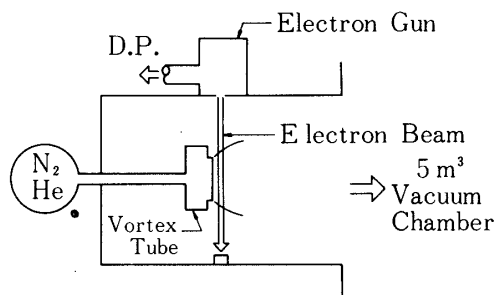 Electron Gun
D.P.
Electron Beam
N₂
He
5 m³
Vacuum
Chamber
Vortex
Tube